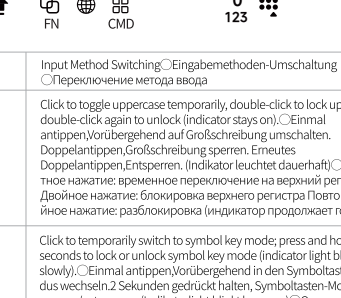 0
123
FN
CMD
Input Method Switching○Eingabemethoden-Umschaltung
○Переключение метода ввода
Click to toggle uppercase temporarily, double-click to lock up
double-click again to unlock (indicator stays on).○Einmal
antippen,Vorübergehend auf Großschreibung umschalten.
Doppelantippen,Großschreibung sperren. Erneutes
Doppelantippen,Entsperren. (Indikator leuchtet dauerhaft)○
тное нажатие: временное переключение на верхний рег
Двойное нажатие: блокировка верхнего регистра Повто
йное нажатие: разблокировка (индикатор продолжает г
Click to temporarily switch to symbol key mode; press and ho
seconds to lock or unlock symbol key mode (indicator light bl
slowly).○Einmal antippen,Vorübergehend in den Symboltast
dus wechseln.2 Sekunden gedrückt halten, Symboltasten-Mo